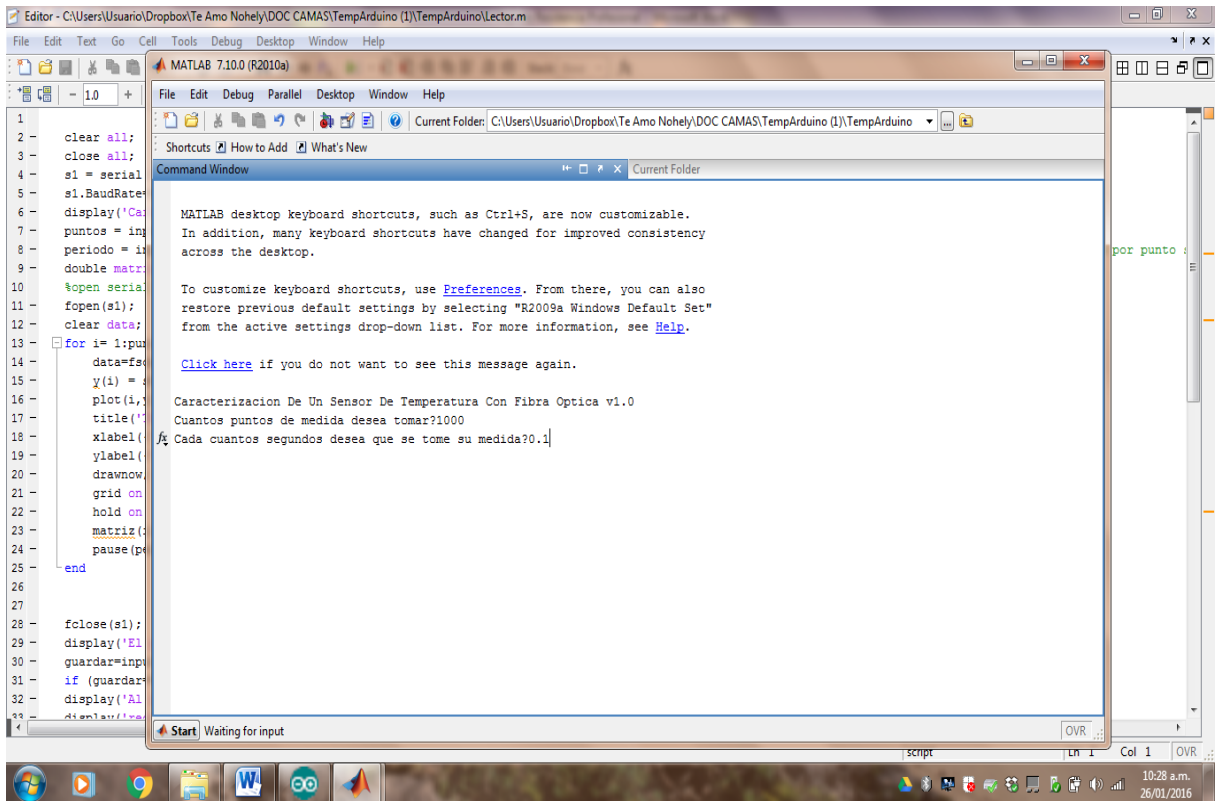 Editor - C:\Users\Usuario\Dropbox\Te Amo Nohely\DOC CAMAS\TempArduino (1)\TempArduino\Lector.m
File Edit Text Go Cell Tools Debug Desktop Window Help
MATLAB 7.10.0 (R2010a)
- 1.0 +
File Edit Debug Parallel Desktop Window Help
Current Folder: C:\Users\Usuario\Dropbox\Te Amo Nohely\DOC CAMAS\TempArduino (1)\TempArduino
Shortcuts How to Add What's New
Command Window Current Folder
1
2 - clear all;
3 - close all;
4 - s1 = serial
5 - s1.BaudRate=
6 - display('Ca
7 - puntos = in
8 - periodo = i
por punto
9 - double matr
10 %open serial
11 - fopen(s1);
12 - clear data;
13 - for i= 1:pu
14 - data=fs
15 - y(i) =
16 - plot(i,
17 - title('
18 - xlabel(
19 - ylabel(
20 - drawnow
21 - grid on
22 - hold on
23 - matriz(
24 - pause(pe
25 - end
26
27
28 - fclose(s1);
29 - display('El
30 - guardar=inp
31 - if (guardar=
32 - display('Al
33 - display('re
MATLAB desktop keyboard shortcuts, such as Ctrl+S, are now customizable.
In addition, many keyboard shortcuts have changed for improved consistency
across the desktop.
To customize keyboard shortcuts, use Preferences. From there, you can also
restore previous default settings by selecting "R2009a Windows Default Set"
from the active settings drop-down list. For more information, see Help.
Click here if you do not want to see this message again.
Caracterizacion De Un Sensor De Temperatura Con Fibra Optica v1.0
Cuantos puntos de medida desea tomar?1000
fx Cada cuantos segundos desea que se tome su medida?0.1
Start Waiting for input OVR
script Ln 1 Col 1 OVR
10:28 a.m.
26/01/2016